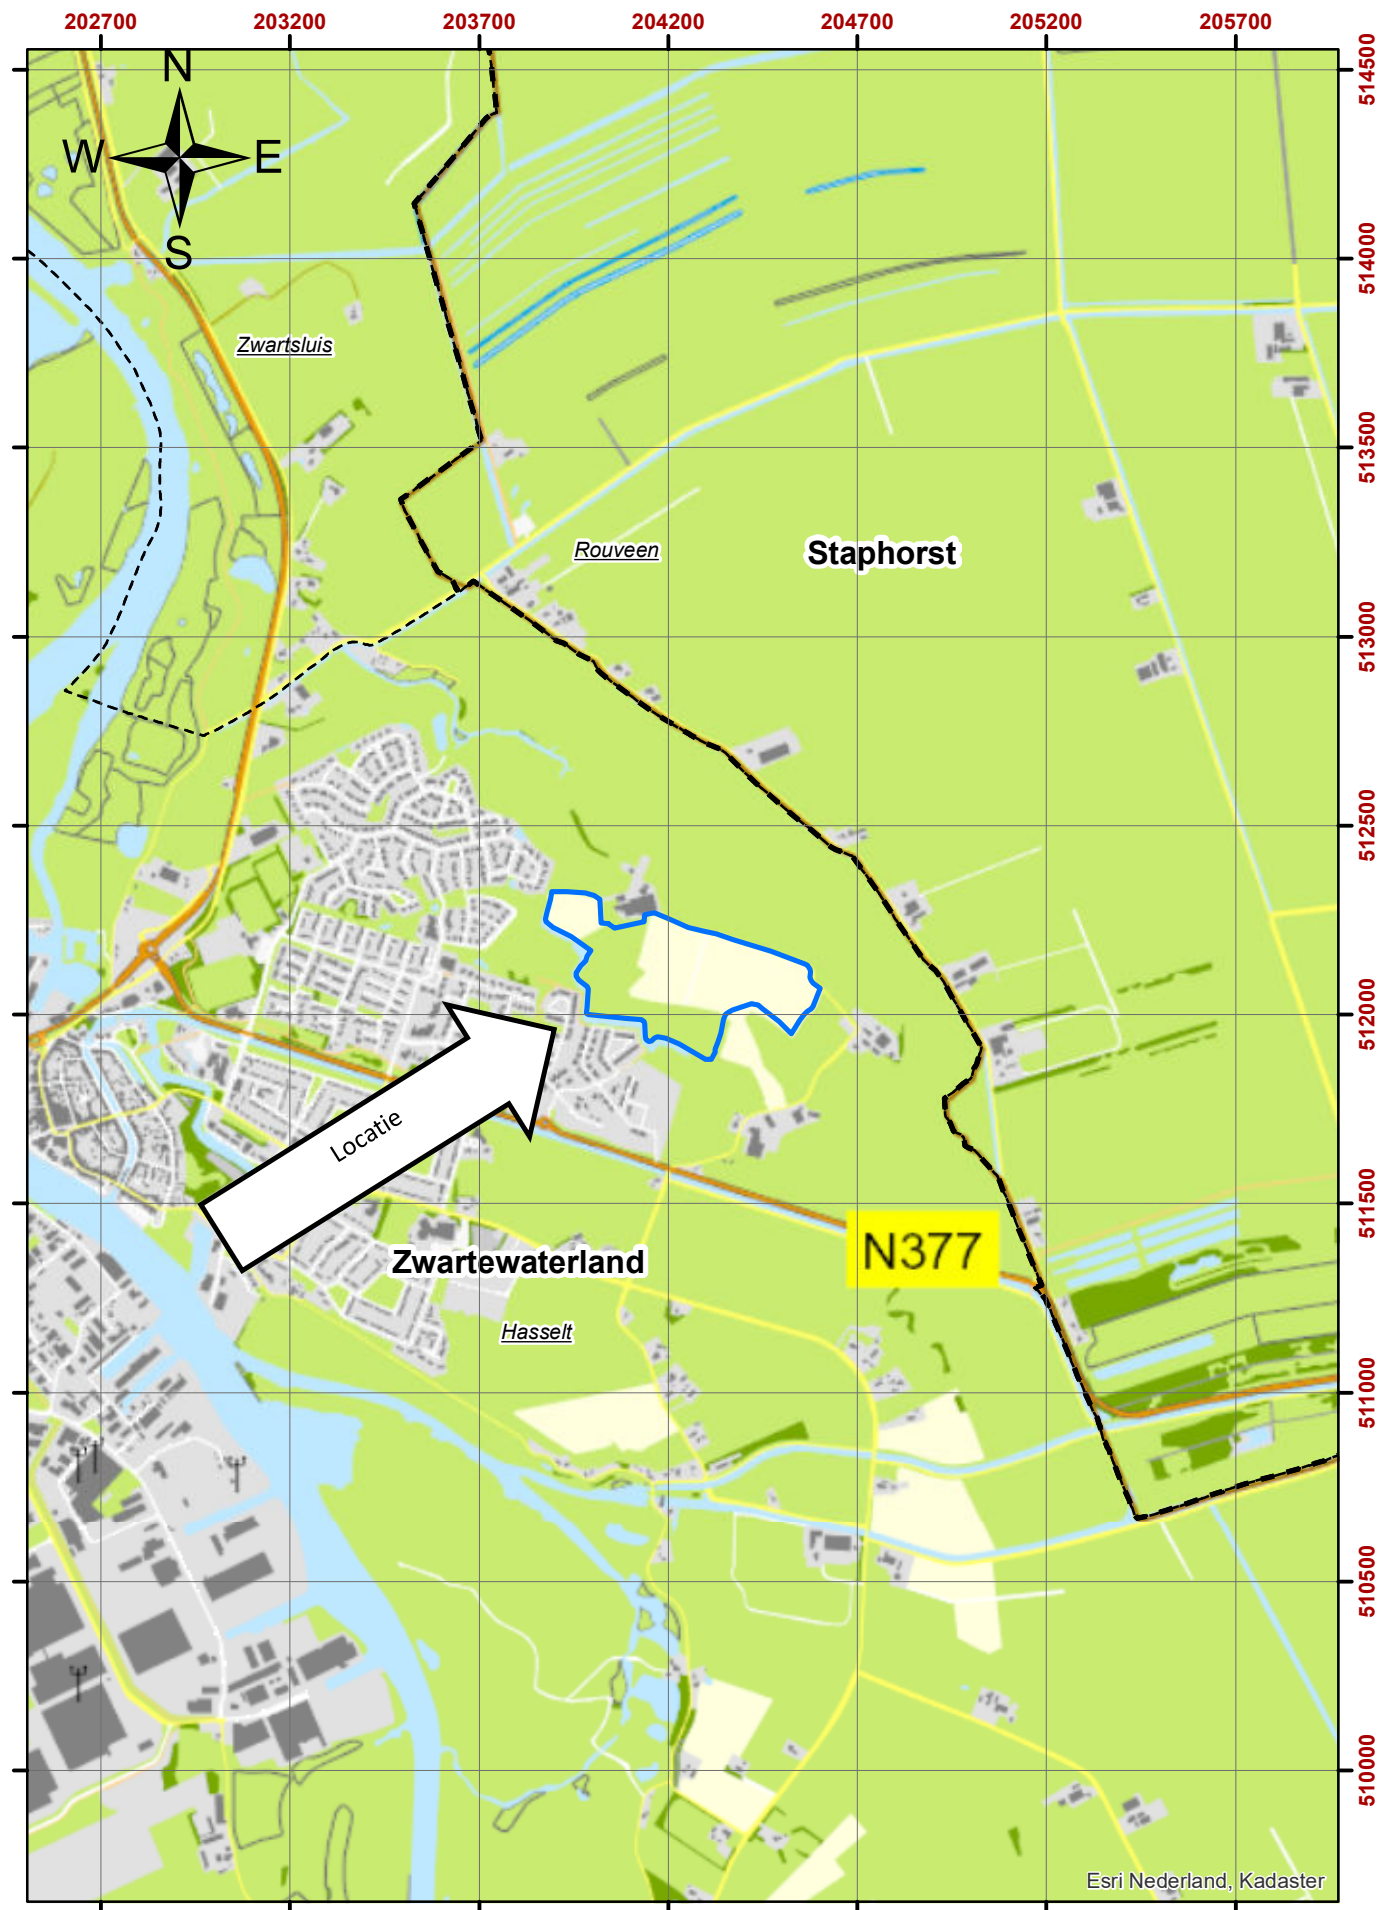 202700 203200 203700 204200 204700 205200 205700
514500
N
W E
S
514000
Zwartsluis
513500
Rouveen
Staphorst
513000
512500
512000
Locatie
511500
N377
Zwartewaterland
Hasselt
511000
510500
510000
Esri Nederland, Kadaster